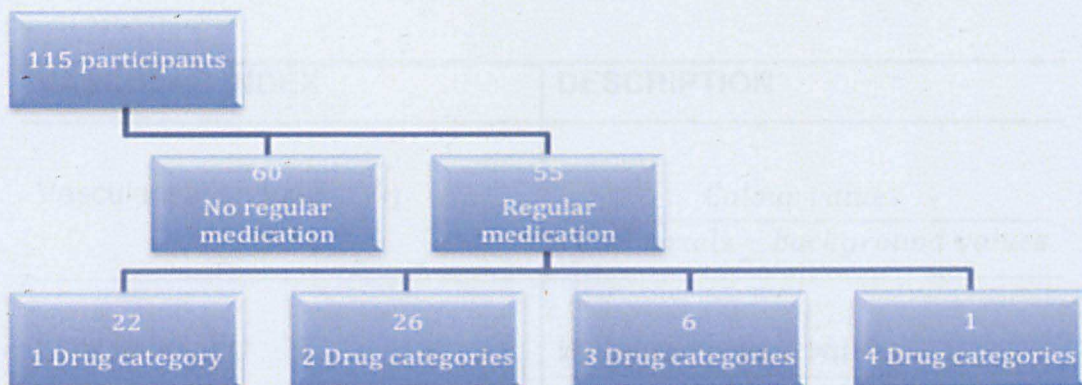 115 participants
60
No regular
medication
55
Regular
medication
22
1 Drug category
26
2 Drug categories
6
3 Drug categories
1
4 Drug categories
DESCRIPTION